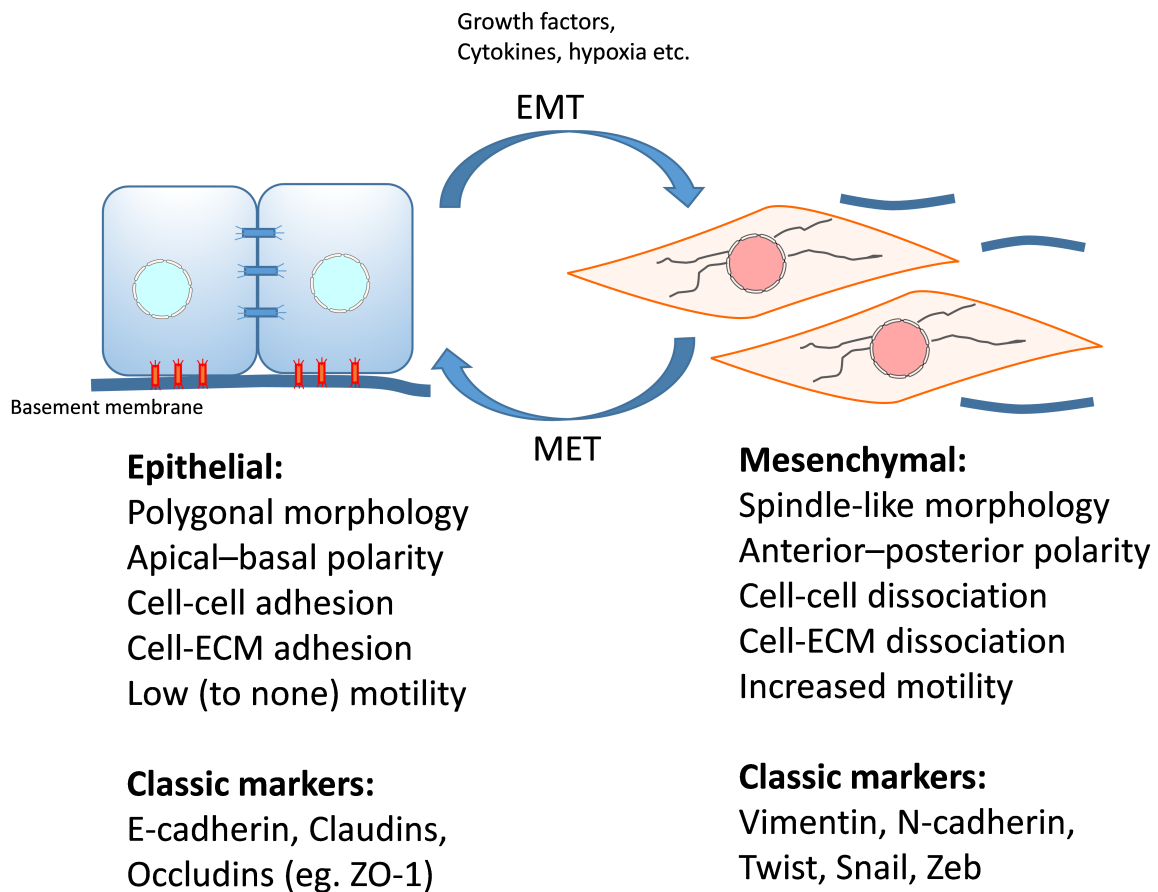 Growth factors,
Cytokines, hypoxia etc.
EMT
Basement membrane
MET
Epithelial:
Polygonal morphology
Apical–basal polarity
Cell-cell adhesion
Cell-ECM adhesion
Low (to none) motility
Classic markers:
E-cadherin, Claudins,
Occludins (eg. ZO-1)
Mesenchymal:
Spindle-like morphology
Anterior–posterior polarity
Cell-cell dissociation
Cell-ECM dissociation
Increased motility
Classic markers:
Vimentin, N-cadherin,
Twist, Snail, Zeb